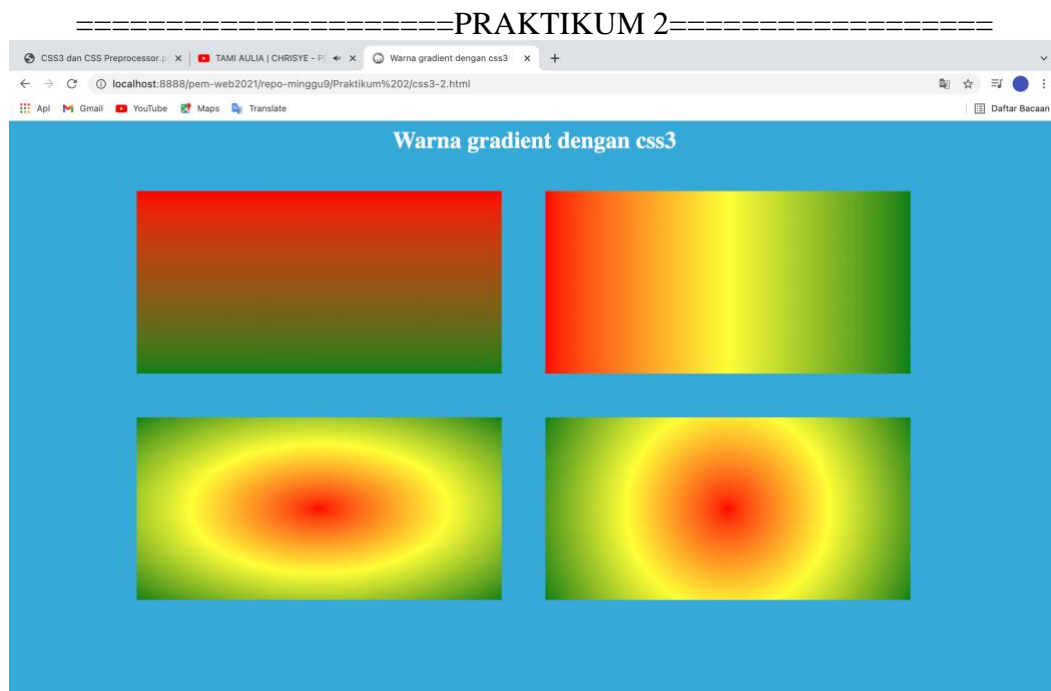 =====================PRAKTIKUM 2==================
CSS3 dan CSS Preprocessor.p TAMI AULIA | CHRISYE - PE Warna gradient dengan css3
localhost:8888/pem-web2021/repo-minggu9/Praktikum%202/css3-2.html
Apl Gmail YouTube Maps Translate Daftar Bacaan
Warna gradient dengan css3